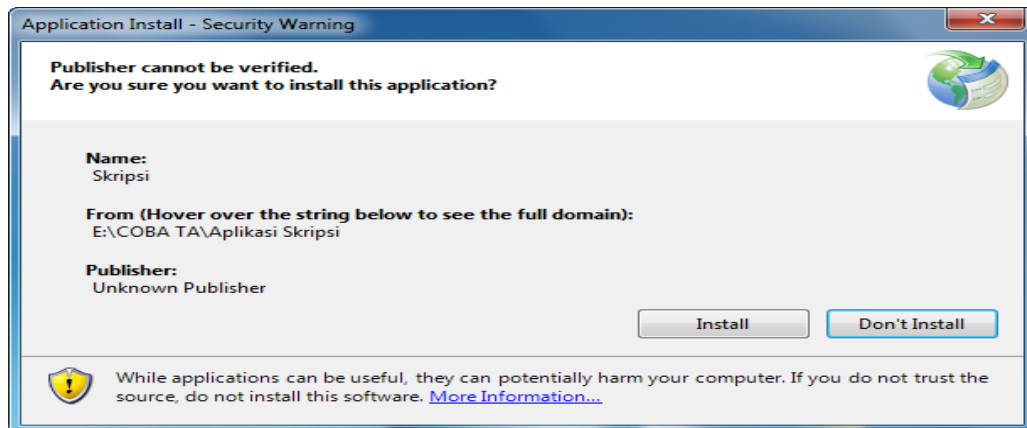 Application Install - Security Warning
Publisher cannot be verified.
Are you sure you want to install this application?
Name:
Skripsi
From (Hover over the string below to see the full domain):
E:\COBA TA\Aplikasi Skripsi
Publisher:
Unknown Publisher
Install
Don't Install
While applications can be useful, they can potentially harm your computer. If you do not trust the
source, do not install this software. More Information...